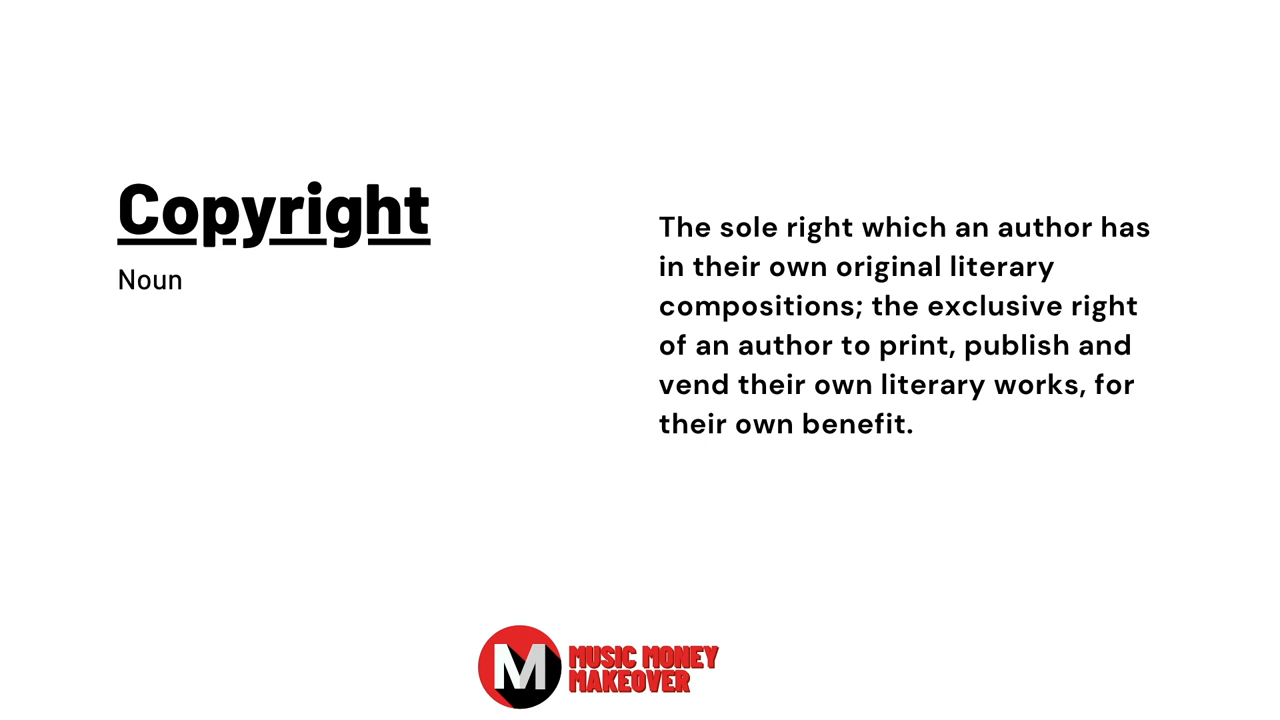 Copyright
Noun
The sole right which an author has
in their own original literary
compositions; the exclusive right
of an author to print, publish and
vend their own literary works, for
their own benefit.
M
MUSIC MONEY
MAKEOVER